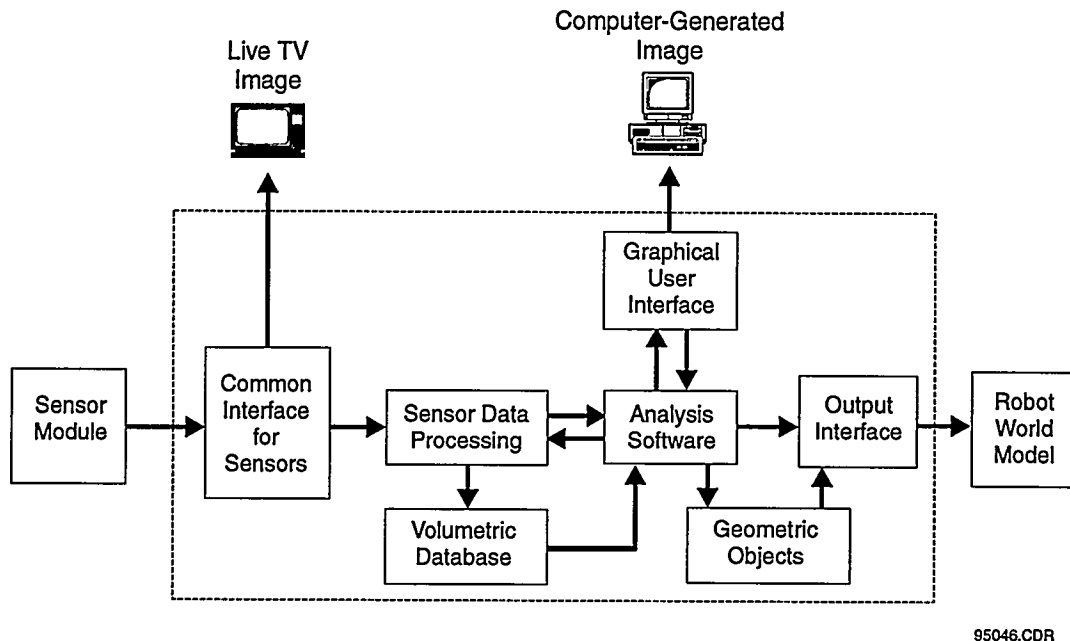 Live TV
Image
Computer-Generated
Image
Graphical
User
Interface
Sensor
Module
Common
Interface
for
Sensors
Sensor Data
Processing
Analysis
Software
Output
Interface
Robot
World
Model
Volumetric
Database
Geometric
Objects
95046.CDR